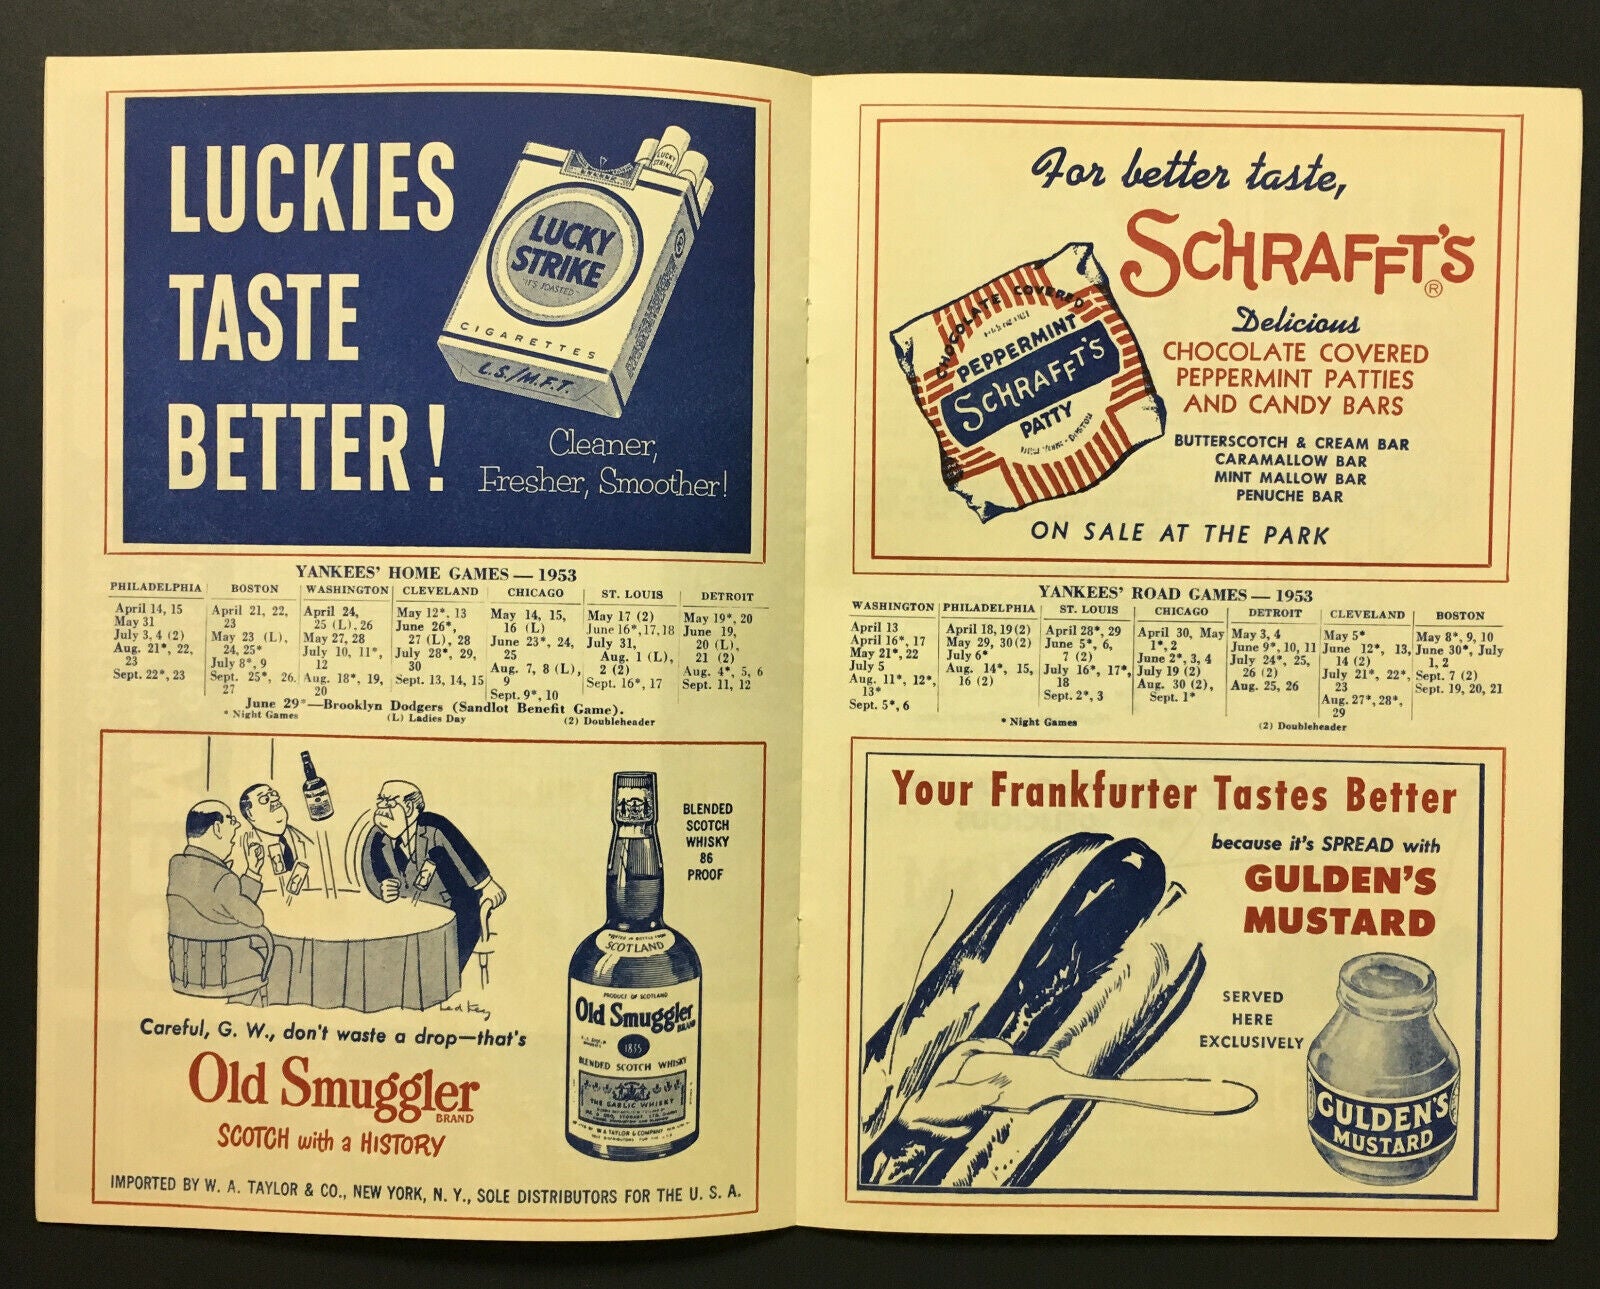 LUCKIES
TASTE
BETTER!
LUCKY
STRIKE
LUCKY
STRIKE
"IT'S TOASTED"
CIGARETTES
L.S./M.F.T.
Cleaner,
Fresher, Smoother!
YANKEES' HOME GAMES — 1953
PHILADELPHIA
April 14, 15
May 31
July 3, 4 (2)
Aug. 21*, 22,
23
Sept. 22*, 23
BOSTON
April 21, 22,
23
May 23 (L),
24, 25*
July 8*, 9
Sept. 25*, 26,
27
WASHINGTON
April 24,
25 (L), 26
May 27, 28
July 10, 11*,
12
Aug. 18*, 19,
20
CLEVELAND
May 12*, 13
June 26*,
27 (L), 28
July 28*, 29,
30
Sept. 13, 14, 15
CHICAGO
May 14, 15,
16 (L)
June 23*, 24,
25
Aug. 7, 8 (L),
9
Sept. 9*, 10
ST. LOUIS
May 17 (2)
June 16*, 17, 18
July 31,
Aug. 1 (L),
2 (2)
Sept. 16*, 17
DETROIT
May 19*, 20
June 19,
20 (L),
21 (2)
Aug. 4*, 5, 6
Sept. 11, 12
June 29*—Brooklyn Dodgers (Sandlot Benefit Game).
* Night Games (L) Ladies Day (2) Doubleheader
BLENDED
SCOTCH
WHISKY
86
PROOF
SCOTLAND
PRODUCT OF SCOTLAND
Old Smuggler
BRAND
1835
BLENDED SCOTCH WHISKY
THE GAELIC WHISKY
W.A. TAYLOR & COMPANY
Careful, G. W., don't waste a drop—that's
Old Smuggler
BRAND
SCOTCH with a HISTORY
IMPORTED BY W. A. TAYLOR & CO., NEW YORK, N. Y., SOLE DISTRIBUTORS FOR THE U. S. A.
For better taste,
SCHRAFFT'S
®
CHOCOLATE COVERED
PEPPERMINT
SCHRAFFT'S
PATTY
Delicious
CHOCOLATE COVERED
PEPPERMINT PATTIES
AND CANDY BARS
BUTTERSCOTCH & CREAM BAR
CARAMALLOW BAR
MINT MALLOW BAR
PENUCHE BAR
ON SALE AT THE PARK
YANKEES' ROAD GAMES — 1953
WASHINGTON
April 13
April 16*, 17
May 21*, 22
July 5
Aug. 11*, 12*,
13*
Sept. 5*, 6
PHILADELPHIA
April 18, 19 (2)
May 29, 30 (2)
July 6*
Aug. 14*, 15,
16 (2)
ST. LOUIS
April 28*, 29
June 5*, 6,
7 (2)
July 16*, 17*,
18
Sept. 2*, 3
CHICAGO
April 30, May
1*, 2
June 2*, 3, 4
July 19 (2)
Aug. 30 (2),
Sept. 1*
DETROIT
May 3, 4
June 9*, 10, 11
July 24*, 25,
26 (2)
Aug. 25, 26
CLEVELAND
May 5*
June 12*, 13,
14 (2)
July 21*, 22*,
23
Aug. 27*, 28*,
29
BOSTON
May 8*, 9, 10
June 30*, July
1, 2
Sept. 7 (2)
Sept. 19, 20, 21
* Night Games (2) Doubleheader
Your Frankfurter Tastes Better
because it's SPREAD with
GULDEN'S
MUSTARD
SERVED
HERE
EXCLUSIVELY
GULDEN'S
MUSTARD